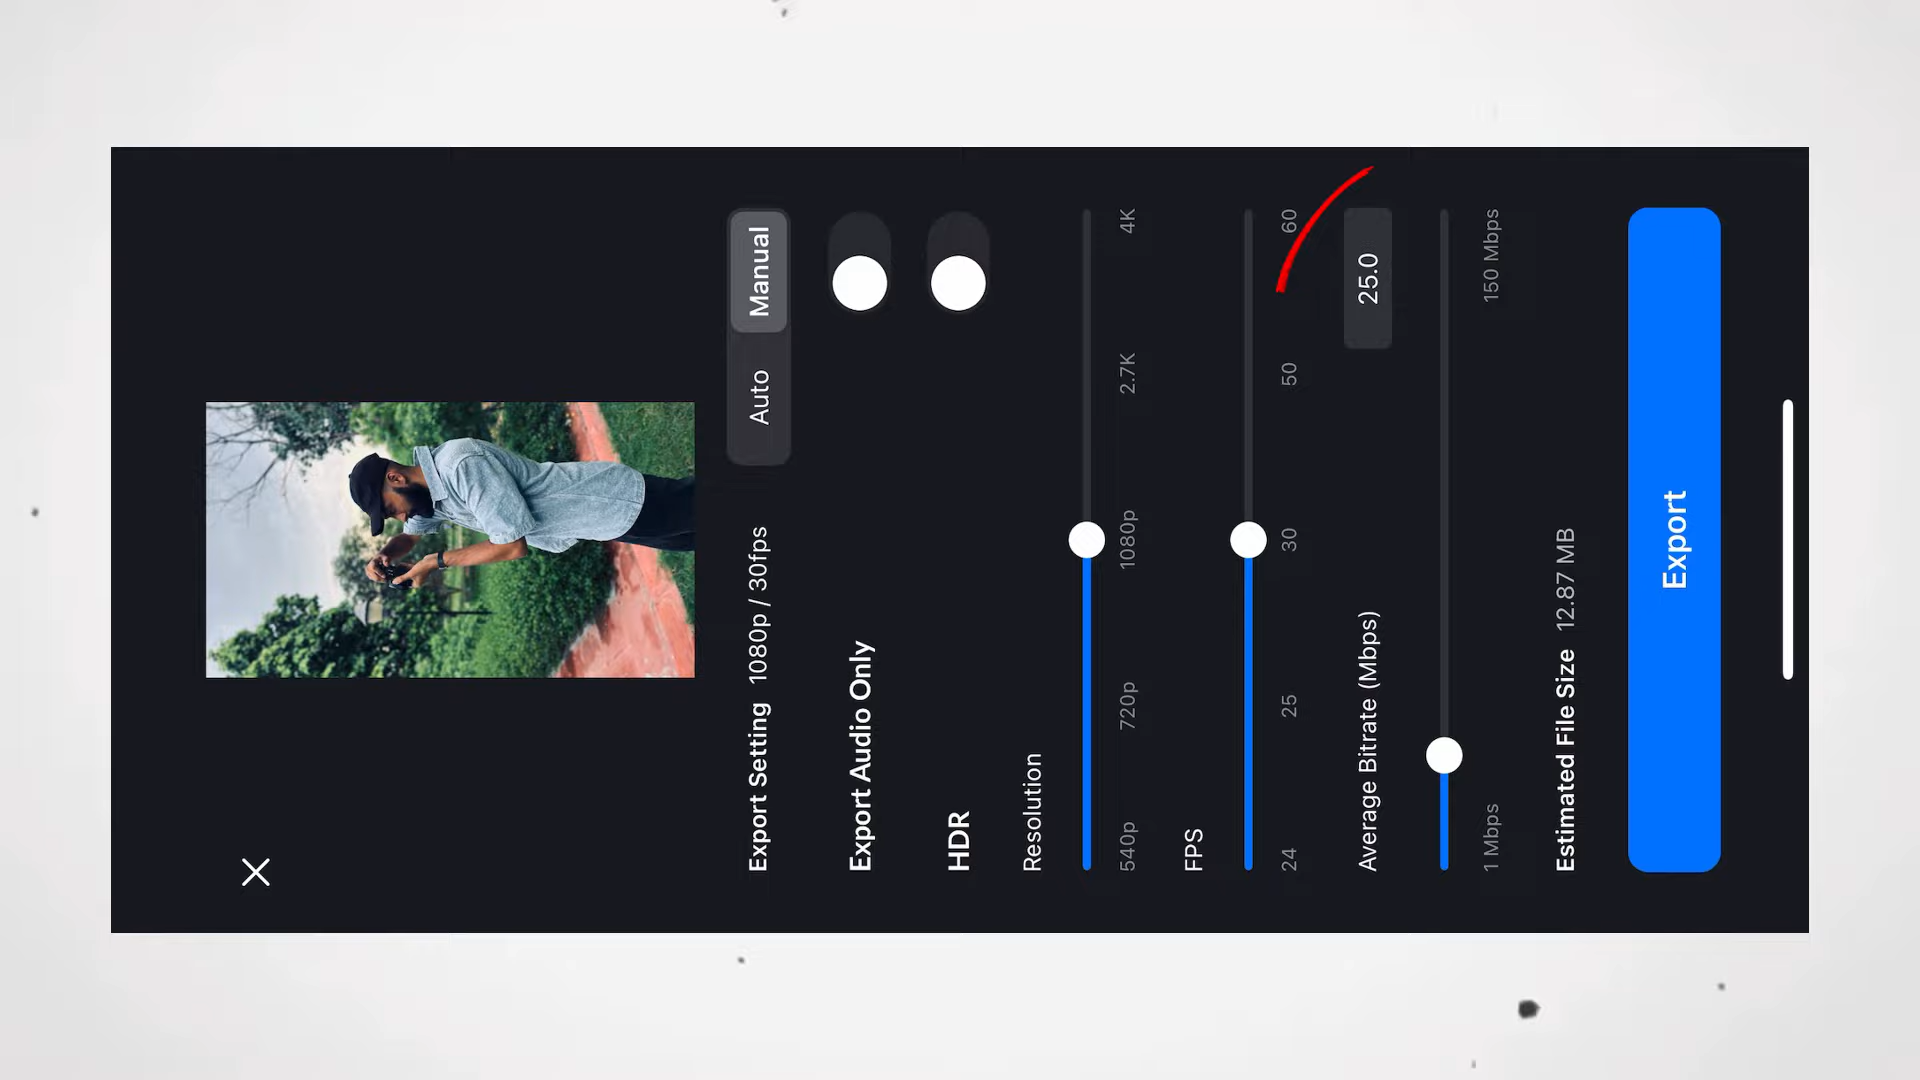 Export Setting 1080p / 30fps
Auto Manual
Export Audio Only
HDR
Resolution
540p 720p 1080p 2.7K 4K
FPS
24 25 30 50 60
Average Bitrate (Mbps) 25.0
1 Mbps 150 Mbps
Estimated File Size 12.87 MB
Export